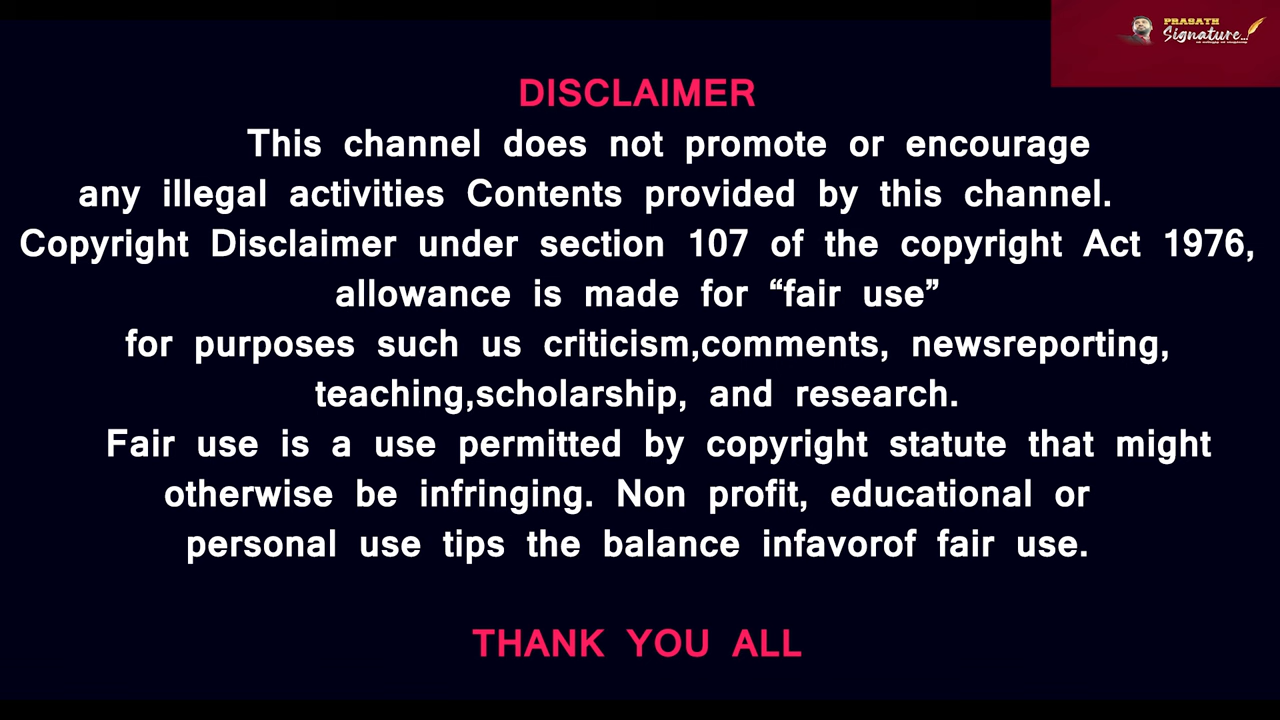 PRASATH
Signature...
DISCLAIMER
This channel does not promote or encourage
any illegal activities Contents provided by this channel.
Copyright Disclaimer under section 107 of the copyright Act 1976,
allowance is made for “fair use”
for purposes such us criticism,comments, newsreporting,
teaching,scholarship, and research.
Fair use is a use permitted by copyright statute that might
otherwise be infringing. Non profit, educational or
personal use tips the balance infavorof fair use.
THANK YOU ALL